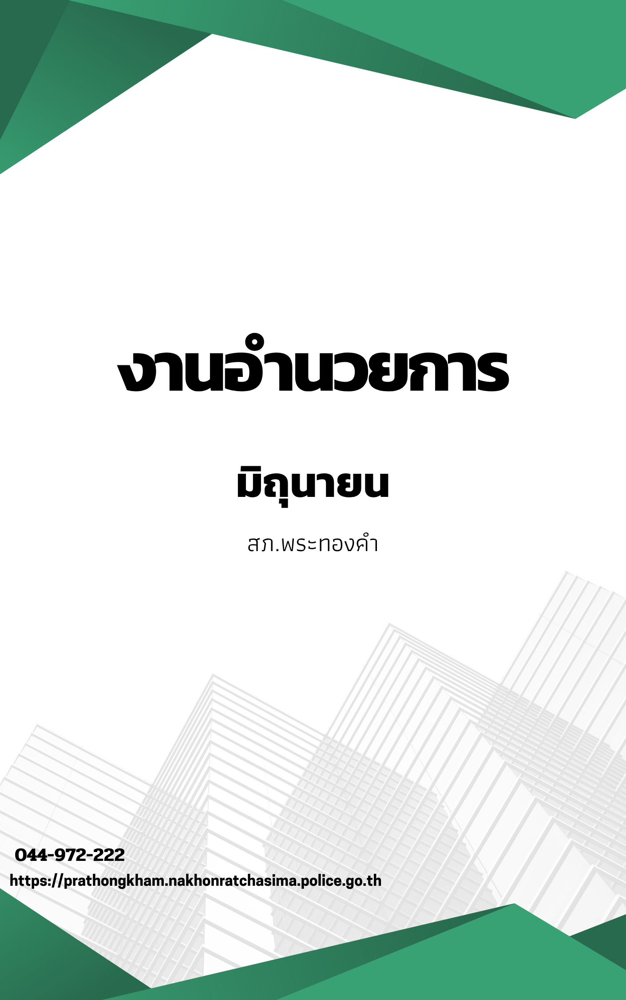 งานอำนวยการ
มิถุนายน
สภ.พระทองคำ
044-972-222
https://prathongkham.nakhonratchasima.police.go.th